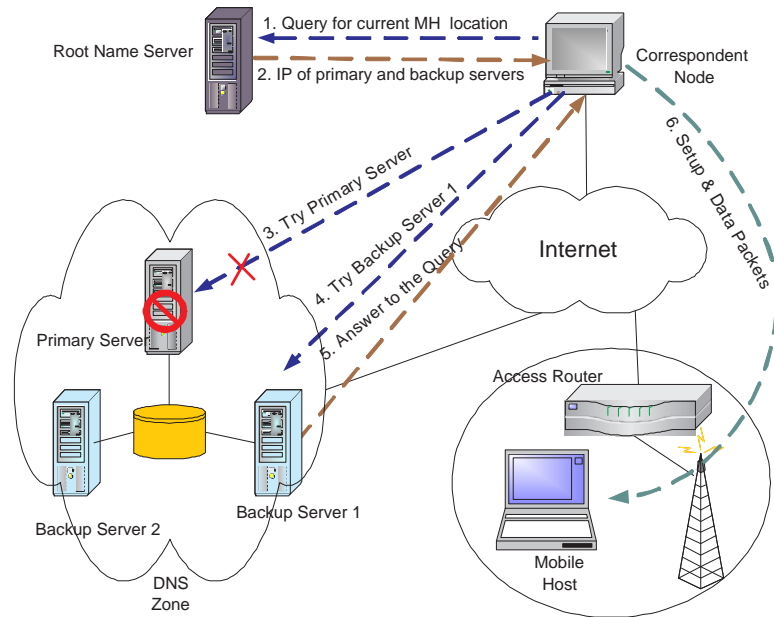 1. Query for current MH location
Root Name Server
2. IP of primary and backup servers
Correspondent
Node
3. Try Primary Server
4. Try Backup Server 1
5. Answer to the Query
6. Setup & Data Packets
Internet
Primary Server
Access Router
Backup Server 2
Backup Server 1
Mobile
Host
DNS
Zone